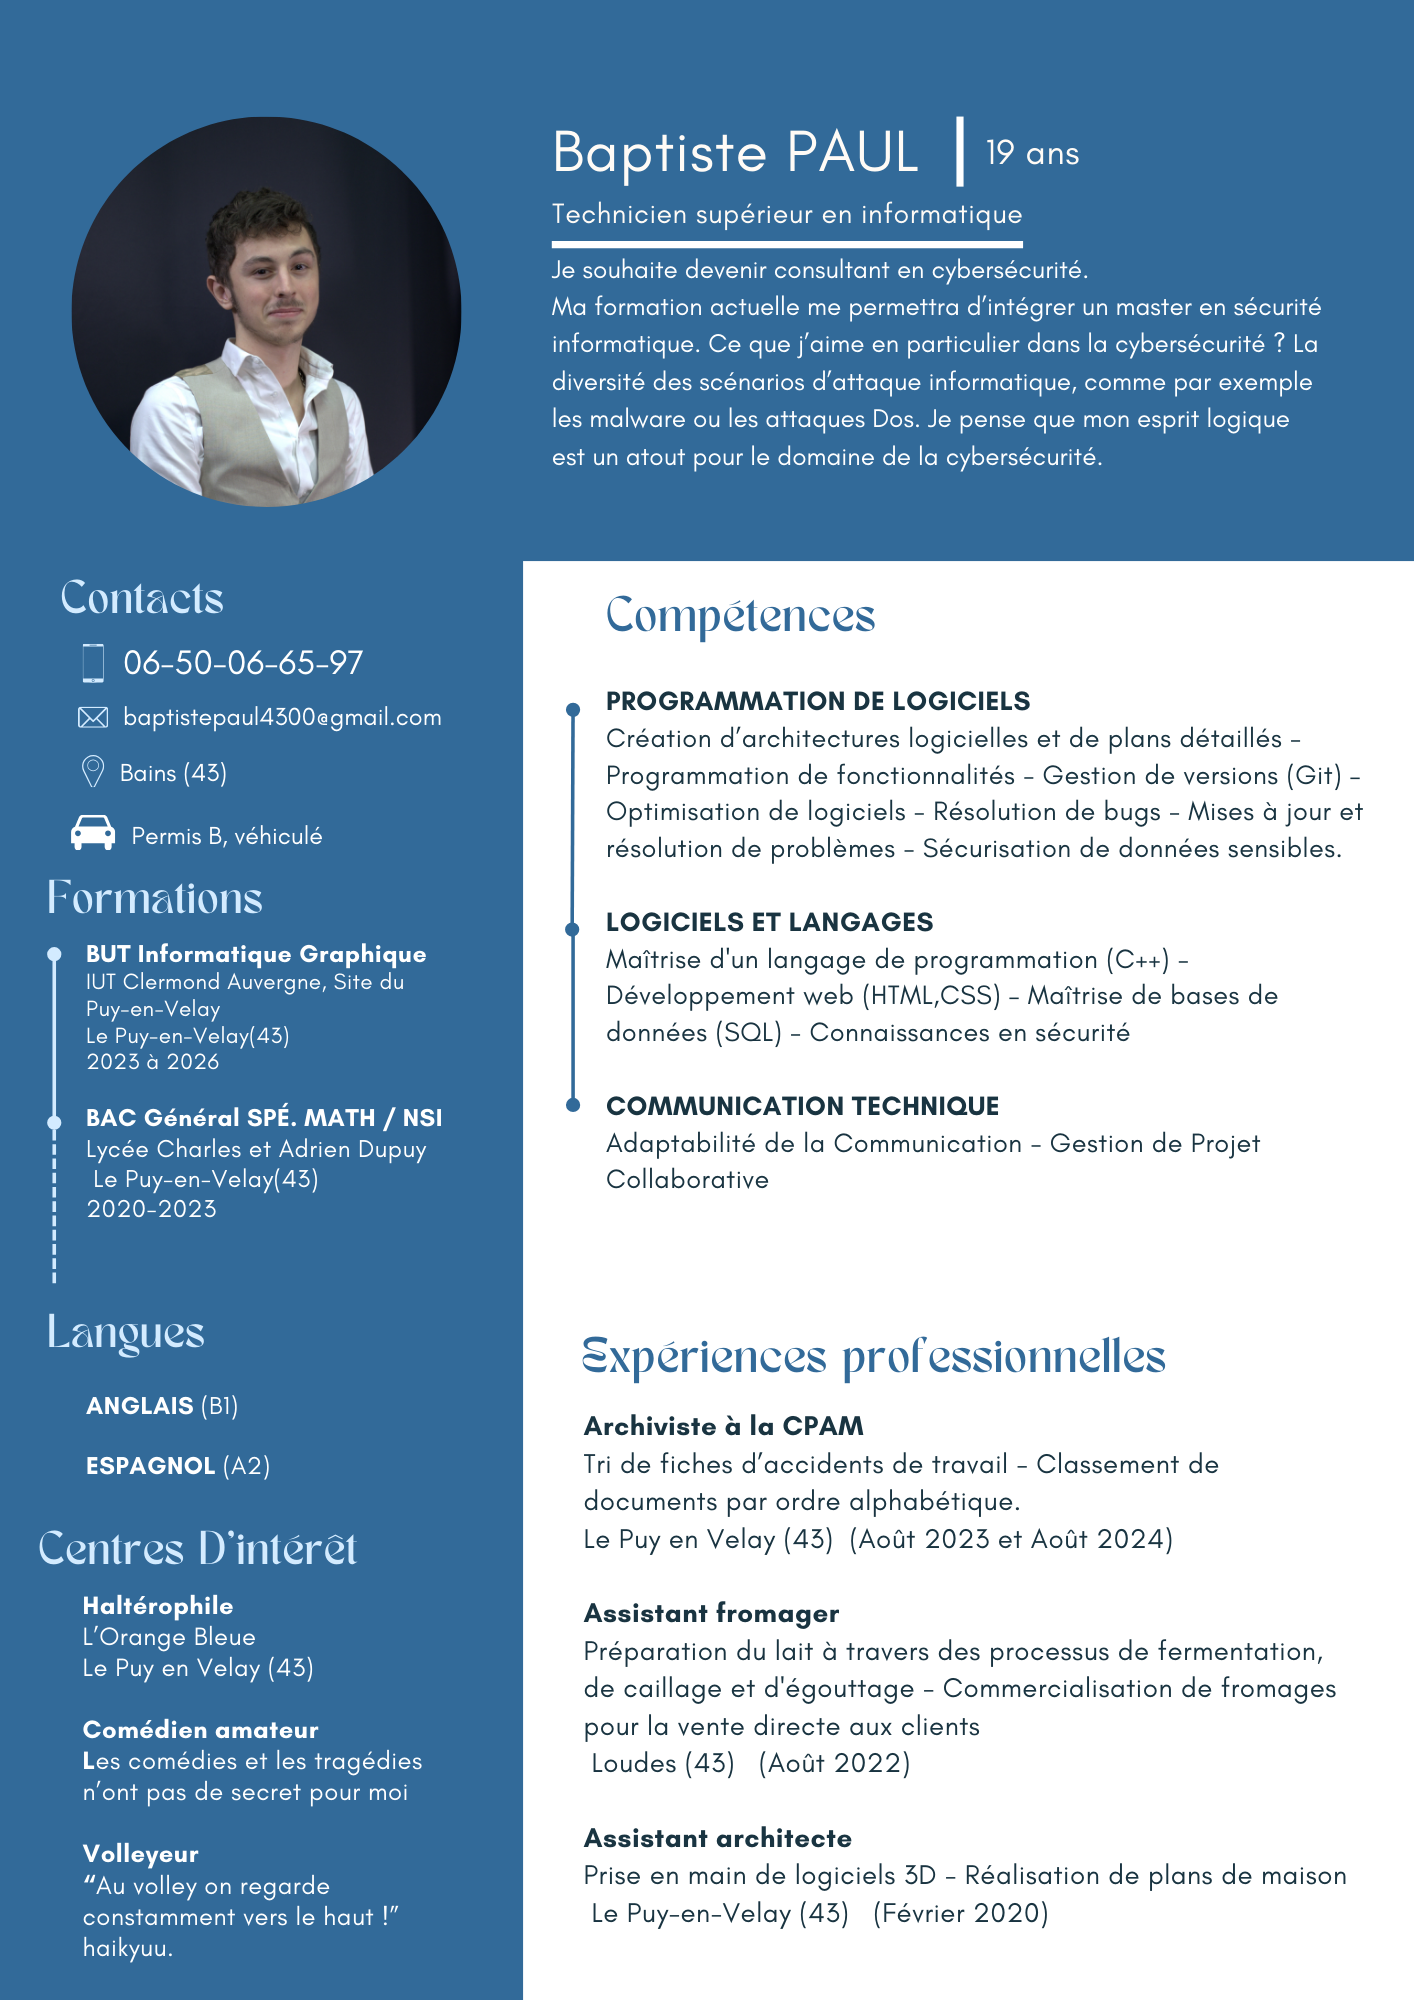 Baptiste PAUL
19 ans
Technicien supérieur en informatique
Je souhaite devenir consultant en cybersécurité.
Ma formation actuelle me permettra d’intégrer un master en sécurité
informatique. Ce que j’aime en particulier dans la cybersécurité ? La
diversité des scénarios d’attaque informatique, comme par exemple
les malware ou les attaques Dos. Je pense que mon esprit logique
est un atout pour le domaine de la cybersécurité.
Contacts
06-50-06-65-97
baptistepaul4300@gmail.com
Bains (43)
Permis B, véhiculé
Formations
BUT Informatique Graphique
IUT Clermond Auvergne, Site du
Puy-en-Velay
Le Puy-en-Velay(43)
2023 à 2026
BAC Général SPÉ. MATH / NSI
Lycée Charles et Adrien Dupuy
Le Puy-en-Velay(43)
2020-2023
Langues
ANGLAIS (B1)
ESPAGNOL (A2)
Centres D’intérêt
Haltérophile
L’Orange Bleue
Le Puy en Velay (43)
Comédien amateur
Les comédies et les tragédies
n’ont pas de secret pour moi
Volleyeur
“Au volley on regarde
constamment vers le haut !”
haikyuu.
Compétences
PROGRAMMATION DE LOGICIELS
Création d’architectures logicielles et de plans détaillés -
Programmation de fonctionnalités - Gestion de versions (Git) -
Optimisation de logiciels - Résolution de bugs - Mises à jour et
résolution de problèmes - Sécurisation de données sensibles.
LOGICIELS ET LANGAGES
Maîtrise d'un langage de programmation (C++) -
Développement web (HTML,CSS) - Maîtrise de bases de
données (SQL) - Connaissances en sécurité
COMMUNICATION TECHNIQUE
Adaptabilité de la Communication - Gestion de Projet
Collaborative
Expériences professionnelles
Archiviste à la CPAM
Tri de fiches d’accidents de travail - Classement de
documents par ordre alphabétique.
Le Puy en Velay (43) (Août 2023 et Août 2024)
Assistant fromager
Préparation du lait à travers des processus de fermentation,
de caillage et d'égouttage - Commercialisation de fromages
pour la vente directe aux clients
Loudes (43) (Août 2022)
Assistant architecte
Prise en main de logiciels 3D - Réalisation de plans de maison
Le Puy-en-Velay (43) (Février 2020)